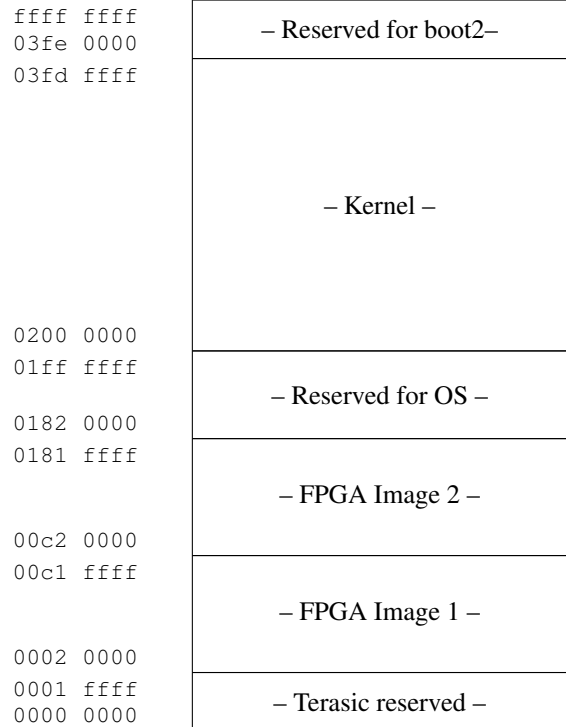 ffff ffff
03fe 0000
– Reserved for boot2–
03fd ffff
– Kernel –
0200 0000
01ff ffff
– Reserved for OS –
0182 0000
0181 ffff
– FPGA Image 2 –
00c2 0000
00c1 ffff
– FPGA Image 1 –
0002 0000
0001 ffff
– Terasic reserved –
0000 0000